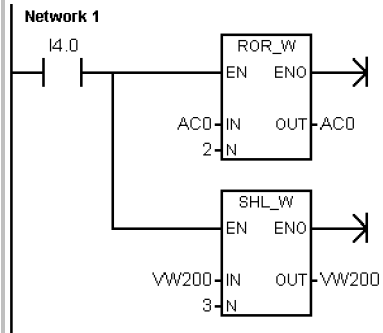 Network 1
I4.0
ROR_W
EN ENO
AC0 IN OUT AC0
2 N
SHL_W
EN ENO
VW200 IN OUT VW200
3 N